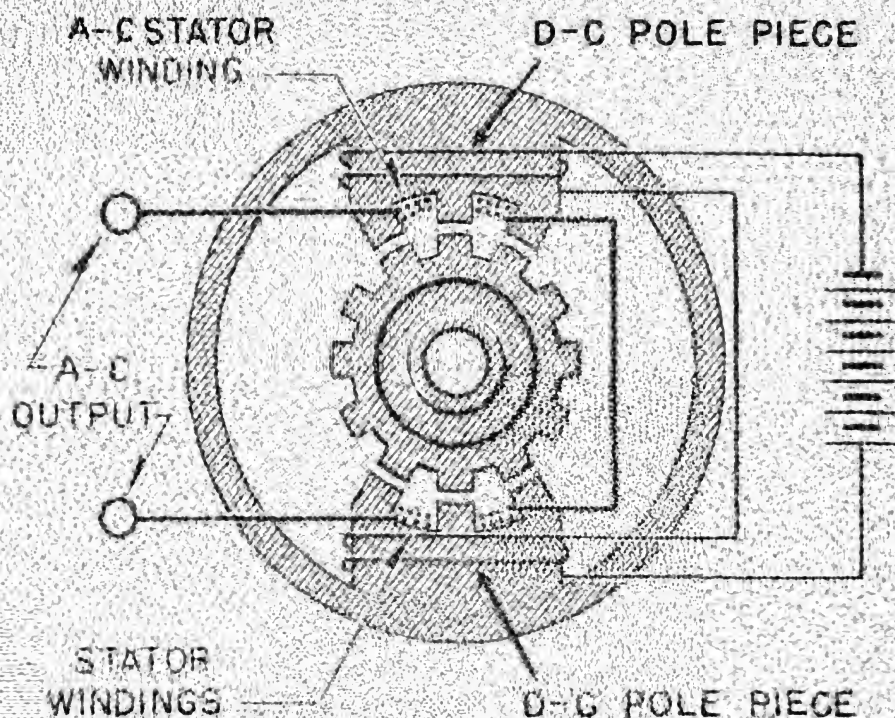 A-C STATOR
WINDING
D-C POLE PIECE
A-C
OUTPUT
STATOR
WINDINGS
D-C POLE PIECE